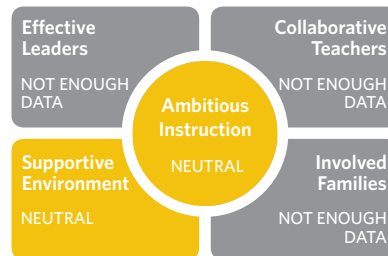 Effective
Leaders
NOT ENOUGH
DATA
Collaborative
Teachers
NOT ENOUGH
DATA
Ambitious
Instruction
NEUTRAL
Supportive
Environment
NEUTRAL
Involved
Families
NOT ENOUGH
DATA